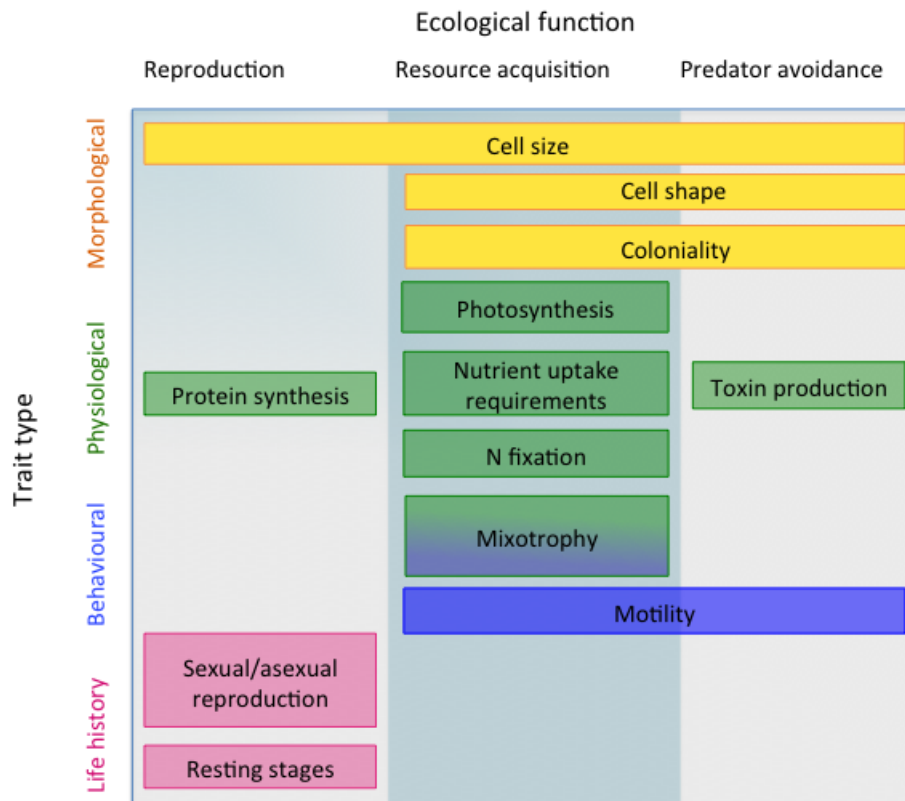 Ecological function
Reproduction
Resource acquisition
Predator avoidance
Trait type
Morphological
Physiological
Behavioural
Life history
Cell size
Cell shape
Coloniality
Photosynthesis
Protein synthesis
Nutrient uptake
requirements
Toxin production
N fixation
Mixotrophy
Motility
Sexual/asexual
reproduction
Resting stages